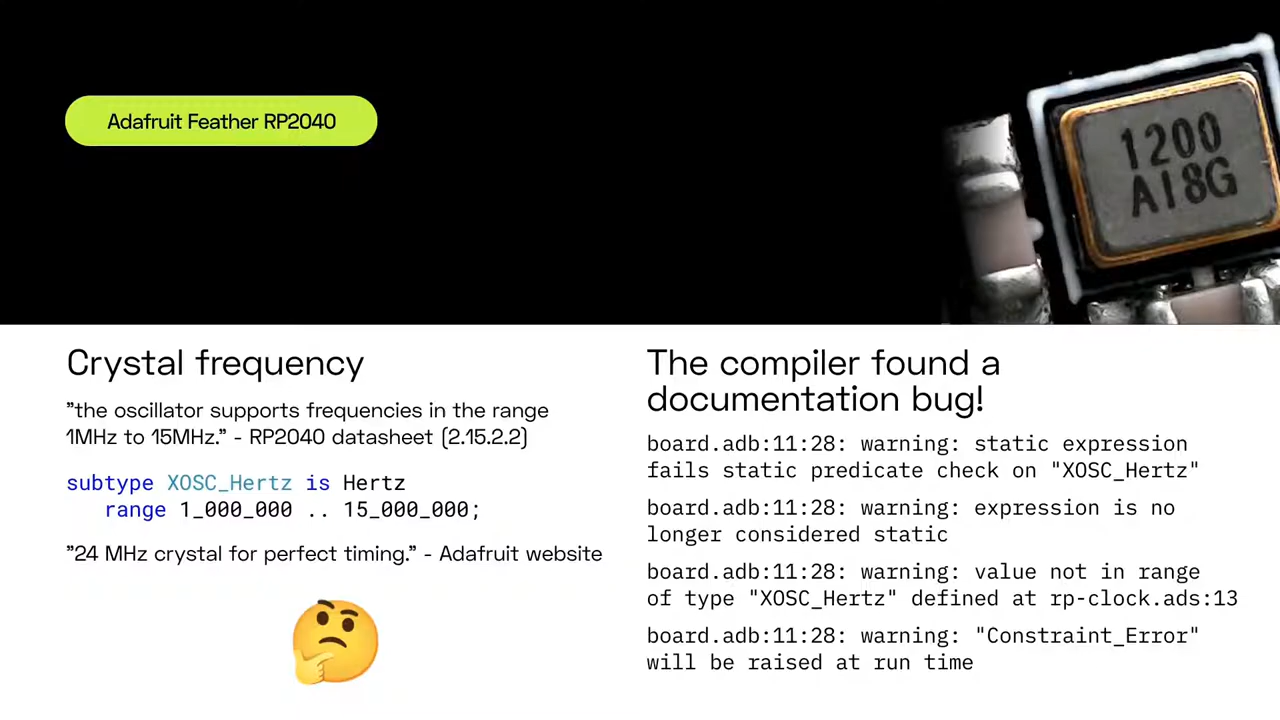 Adafruit Feather RP2040
1200
A18G
Crystal frequency
”the oscillator supports frequencies in the range
1MHz to 15MHz.” - RP2040 datasheet (2.15.2.2)
subtype XOSC_Hertz is Hertz
range 1_000_000 .. 15_000_000;
”24 MHz crystal for perfect timing.” - Adafruit website
The compiler found a
documentation bug!
board.adb:11:28: warning: static expression
fails static predicate check on "XOSC_Hertz"
board.adb:11:28: warning: expression is no
longer considered static
board.adb:11:28: warning: value not in range
of type "XOSC_Hertz" defined at rp-clock.ads:13
board.adb:11:28: warning: "Constraint_Error"
will be raised at run time